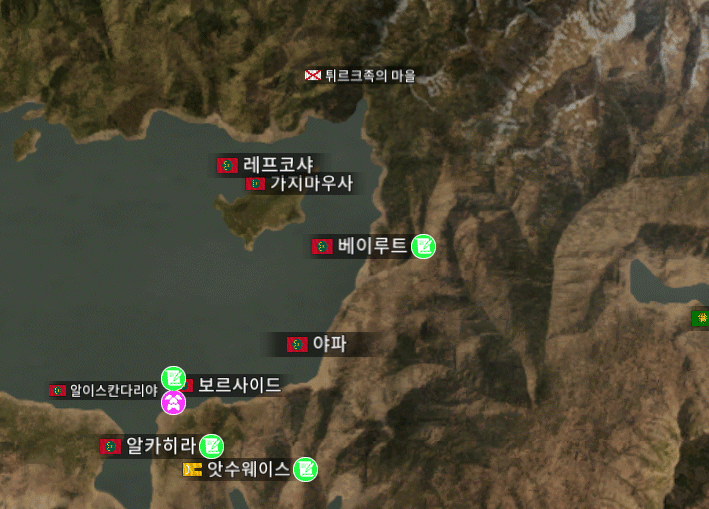 튀르크족의 마을
레프코샤
가지마우사
베이루트
야파
보르사이드
알이스칸다리야
알카히라
앗수웨이스